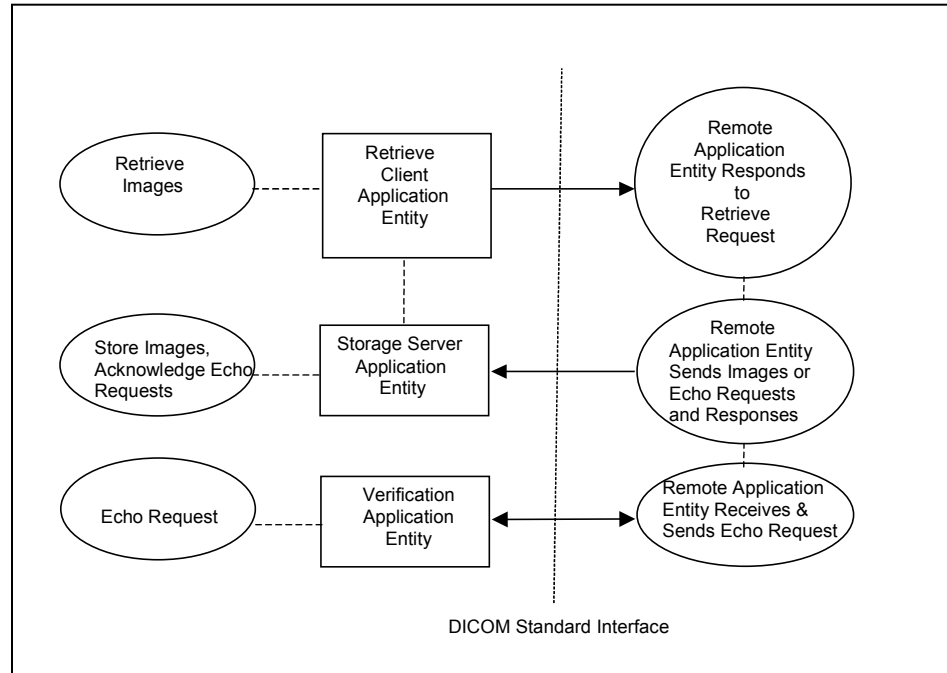 Retrieve
Images
Retrieve
Client
Application
Entity
Remote
Application
Entity Responds
to
Retrieve
Request
Store Images,
Acknowledge Echo
Requests
Storage Server
Application
Entity
Remote
Application Entity
Sends Images or
Echo Requests
and Responses
Echo Request
Verification
Application
Entity
Remote Application
Entity Receives &
Sends Echo Request
DICOM Standard Interface